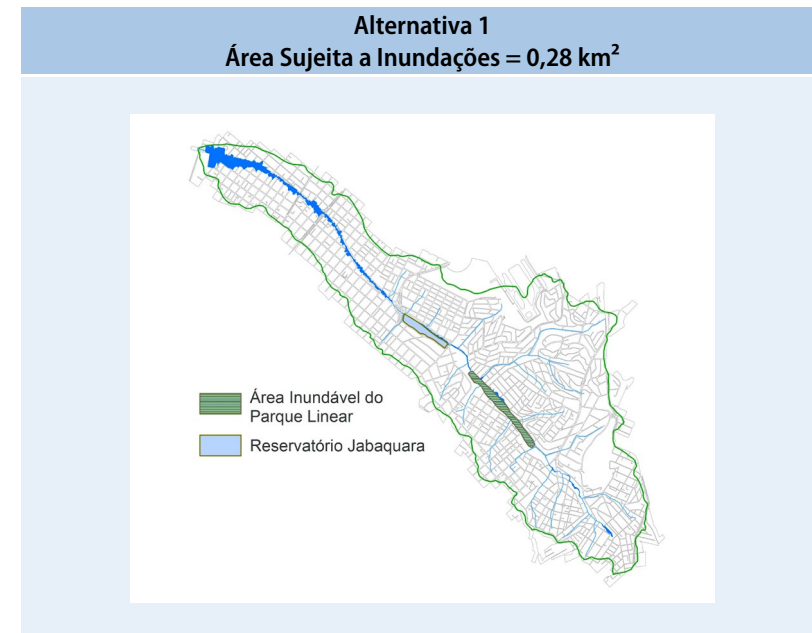 Alternativa 1
Área Sujeita a Inundações = 0,28 km²
Área Inundável do
Parque Linear
Reservatório Jabaquara